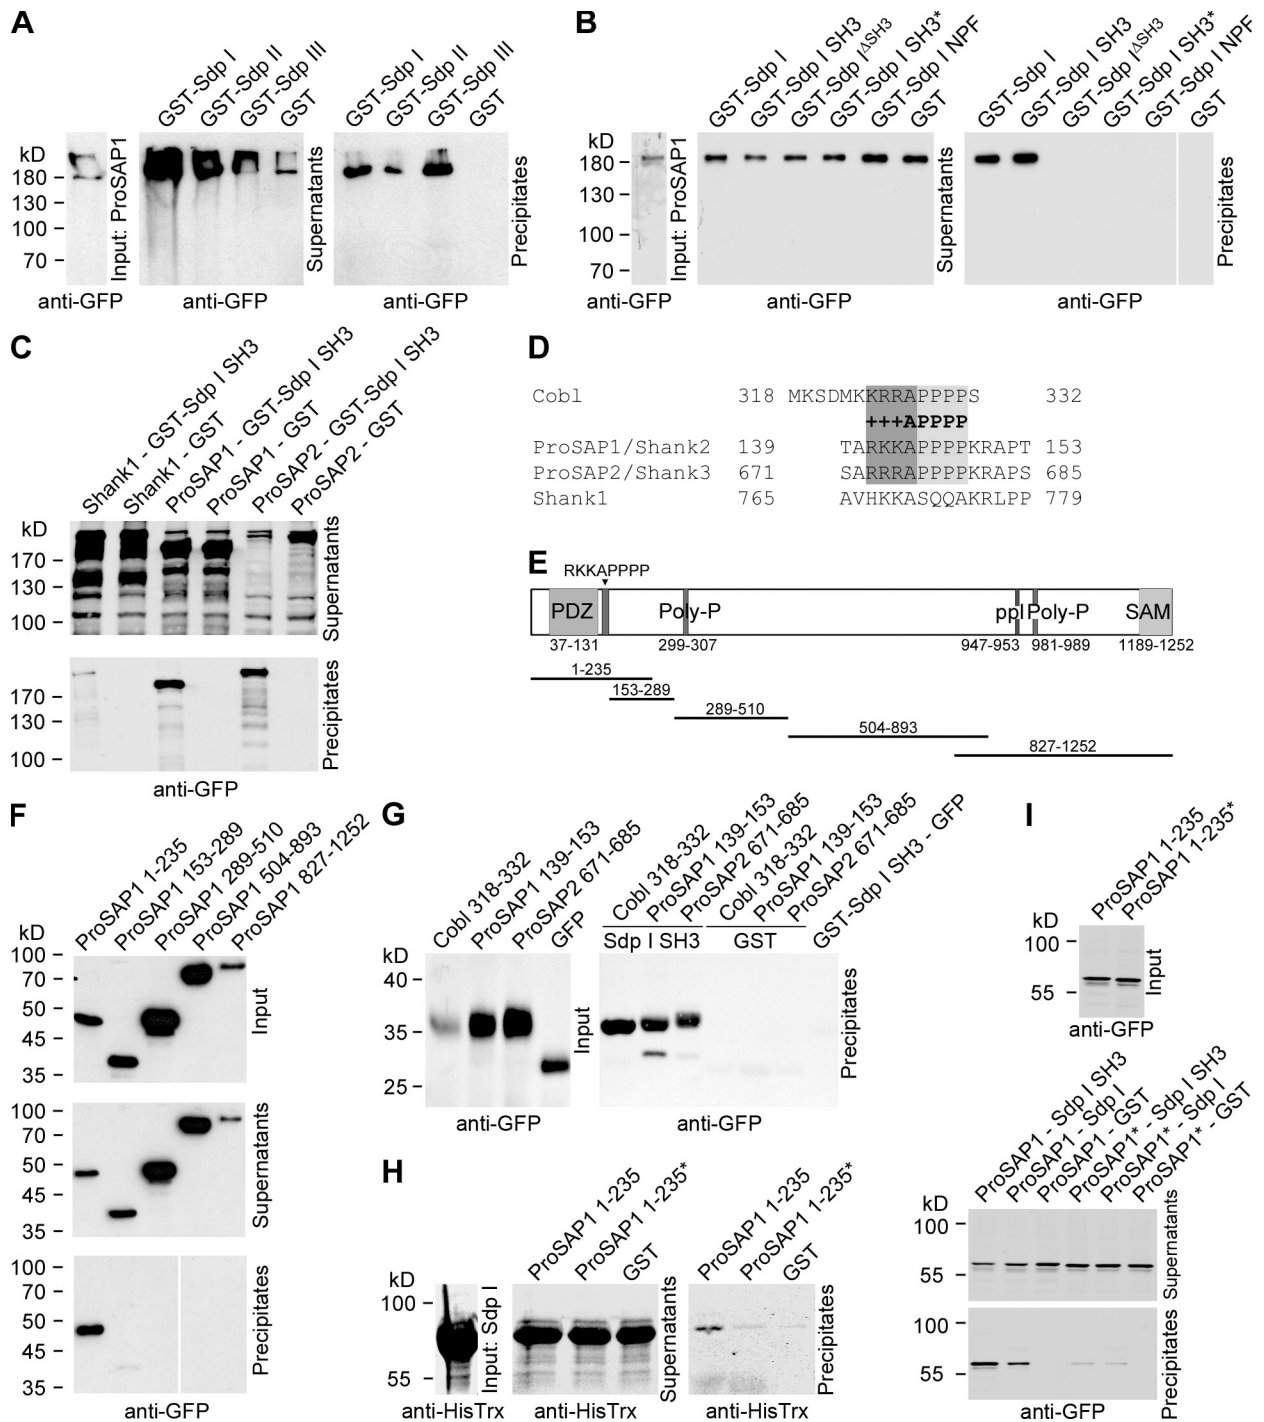 A
GST-Sdp I
GST-Sdp II
GST-Sdp III
GST
GST-Sdp I
GST-Sdp II
GST-Sdp III
GST
kD
180
130
100
70
Input: ProSAP1
Supernatants
Precipitates
anti-GFP
anti-GFP
anti-GFP
B
GST-Sdp I
GST-Sdp I SH3
GST-Sdp IΔSH3
GST-Sdp I SH3*
GST-Sdp I NPF
GST
GST-Sdp I
GST-Sdp I SH3
GST-Sdp IΔSH3
GST-Sdp I SH3*
GST-Sdp I NPF
GST
kD
180
130
100
70
Input: ProSAP1
Supernatants
Precipitates
anti-GFP
anti-GFP
anti-GFP
C
Shank1 - GST-Sdp I SH3
Shank1 - GST
ProSAP1 - GST-Sdp I SH3
ProSAP1 - GST
ProSAP2 - GST-Sdp I SH3
ProSAP2 - GST
kD
170
130
100
Supernatants
170
130
100
Precipitates
anti-GFP
D
Cobl 318 MKSDMKKRRAPPPPS 332
+++APPPP
ProSAP1/Shank2 139 TARKKAPPPPKRAPT 153
ProSAP2/Shank3 671 SARRRAPPPPKRAPS 685
Shank1 765 AVHKKASQQAKRLPP 779
E
RKKAPPPP
PDZ Poly-P ppI Poly-P SAM
37-131 299-307 947-953 981-989 1189-1252
1-235
153-289
289-510
504-893
827-1252
F
ProSAP1 1-235
ProSAP1 153-289
ProSAP1 289-510
ProSAP1 504-893
ProSAP1 827-1252
kD
100
70
50
45
35
Input
100
70
50
45
35
Supernatants
100
70
50
45
35
Precipitates
anti-GFP
G
Cobl 318-332
ProSAP1 139-153
ProSAP2 671-685
GFP
Cobl 318-332
ProSAP1 139-153
ProSAP2 671-685
Cobl 318-332
ProSAP1 139-153
ProSAP2 671-685
GST-Sdp I SH3 - GFP
Sdp I SH3 GST
kD
40
35
25
Input
Precipitates
anti-GFP
anti-GFP
H
ProSAP1 1-235
ProSAP1 1-235*
GST
ProSAP1 1-235
ProSAP1 1-235*
GST
kD
100
55
Input: Sdp I
Supernatants
Precipitates
anti-HisTrx
anti-HisTrx
anti-HisTrx
I
ProSAP1 1-235
ProSAP1 1-235*
kD
100
55
Input
anti-GFP
ProSAP1 - Sdp I SH3
ProSAP1 - Sdp I
ProSAP1 - GST
ProSAP1* - Sdp I SH3
ProSAP1* - Sdp I
ProSAP1* - GST
kD
100
55
Supernatants
100
55
Precipitates
anti-GFP